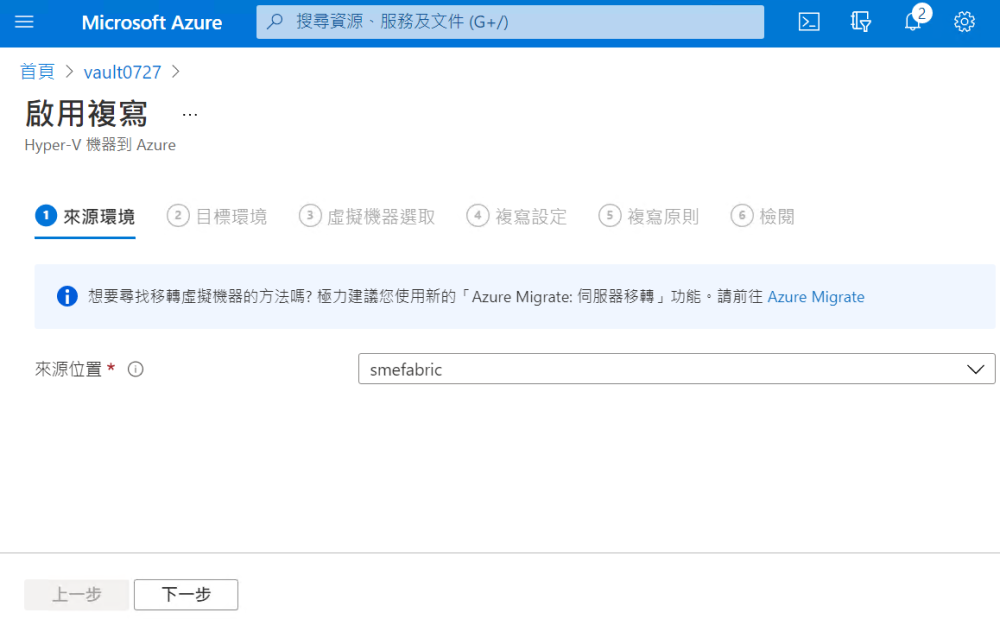 Microsoft Azure 搜尋資源、服務及文件 (G+/) 2
首頁 > vault0727 >
啟用複寫 ...
Hyper-V 機器到 Azure
1 來源環境 2 目標環境 3 虛擬機器選取 4 複寫設定 5 複寫原則 6 檢閱
想要尋找移轉虛擬機器的方法嗎? 極力建議您使用新的「Azure Migrate: 伺服器移轉」功能。請前往 Azure Migrate
來源位置 * smefabric
上一步 下一步